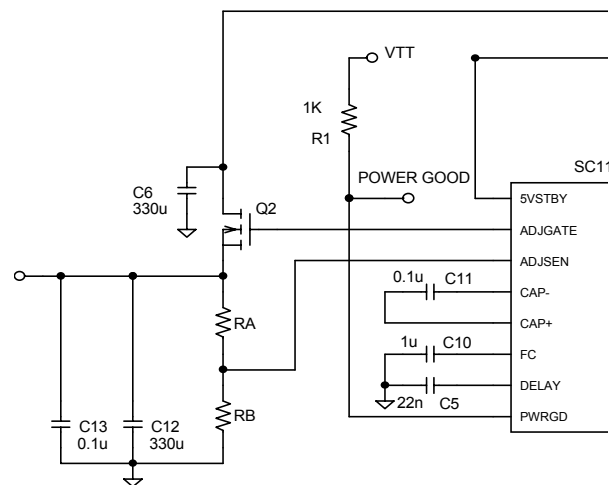 VTT
1K
R1
SC11
POWER GOOD
C6
330u
Q2
5VSTBY
ADJGATE
ADJSEN
0.1u C11
CAP-
CAP+
RA
1u C10
FC
DELAY
22n C5
PWRGD
RB
C13
0.1u
C12
330u